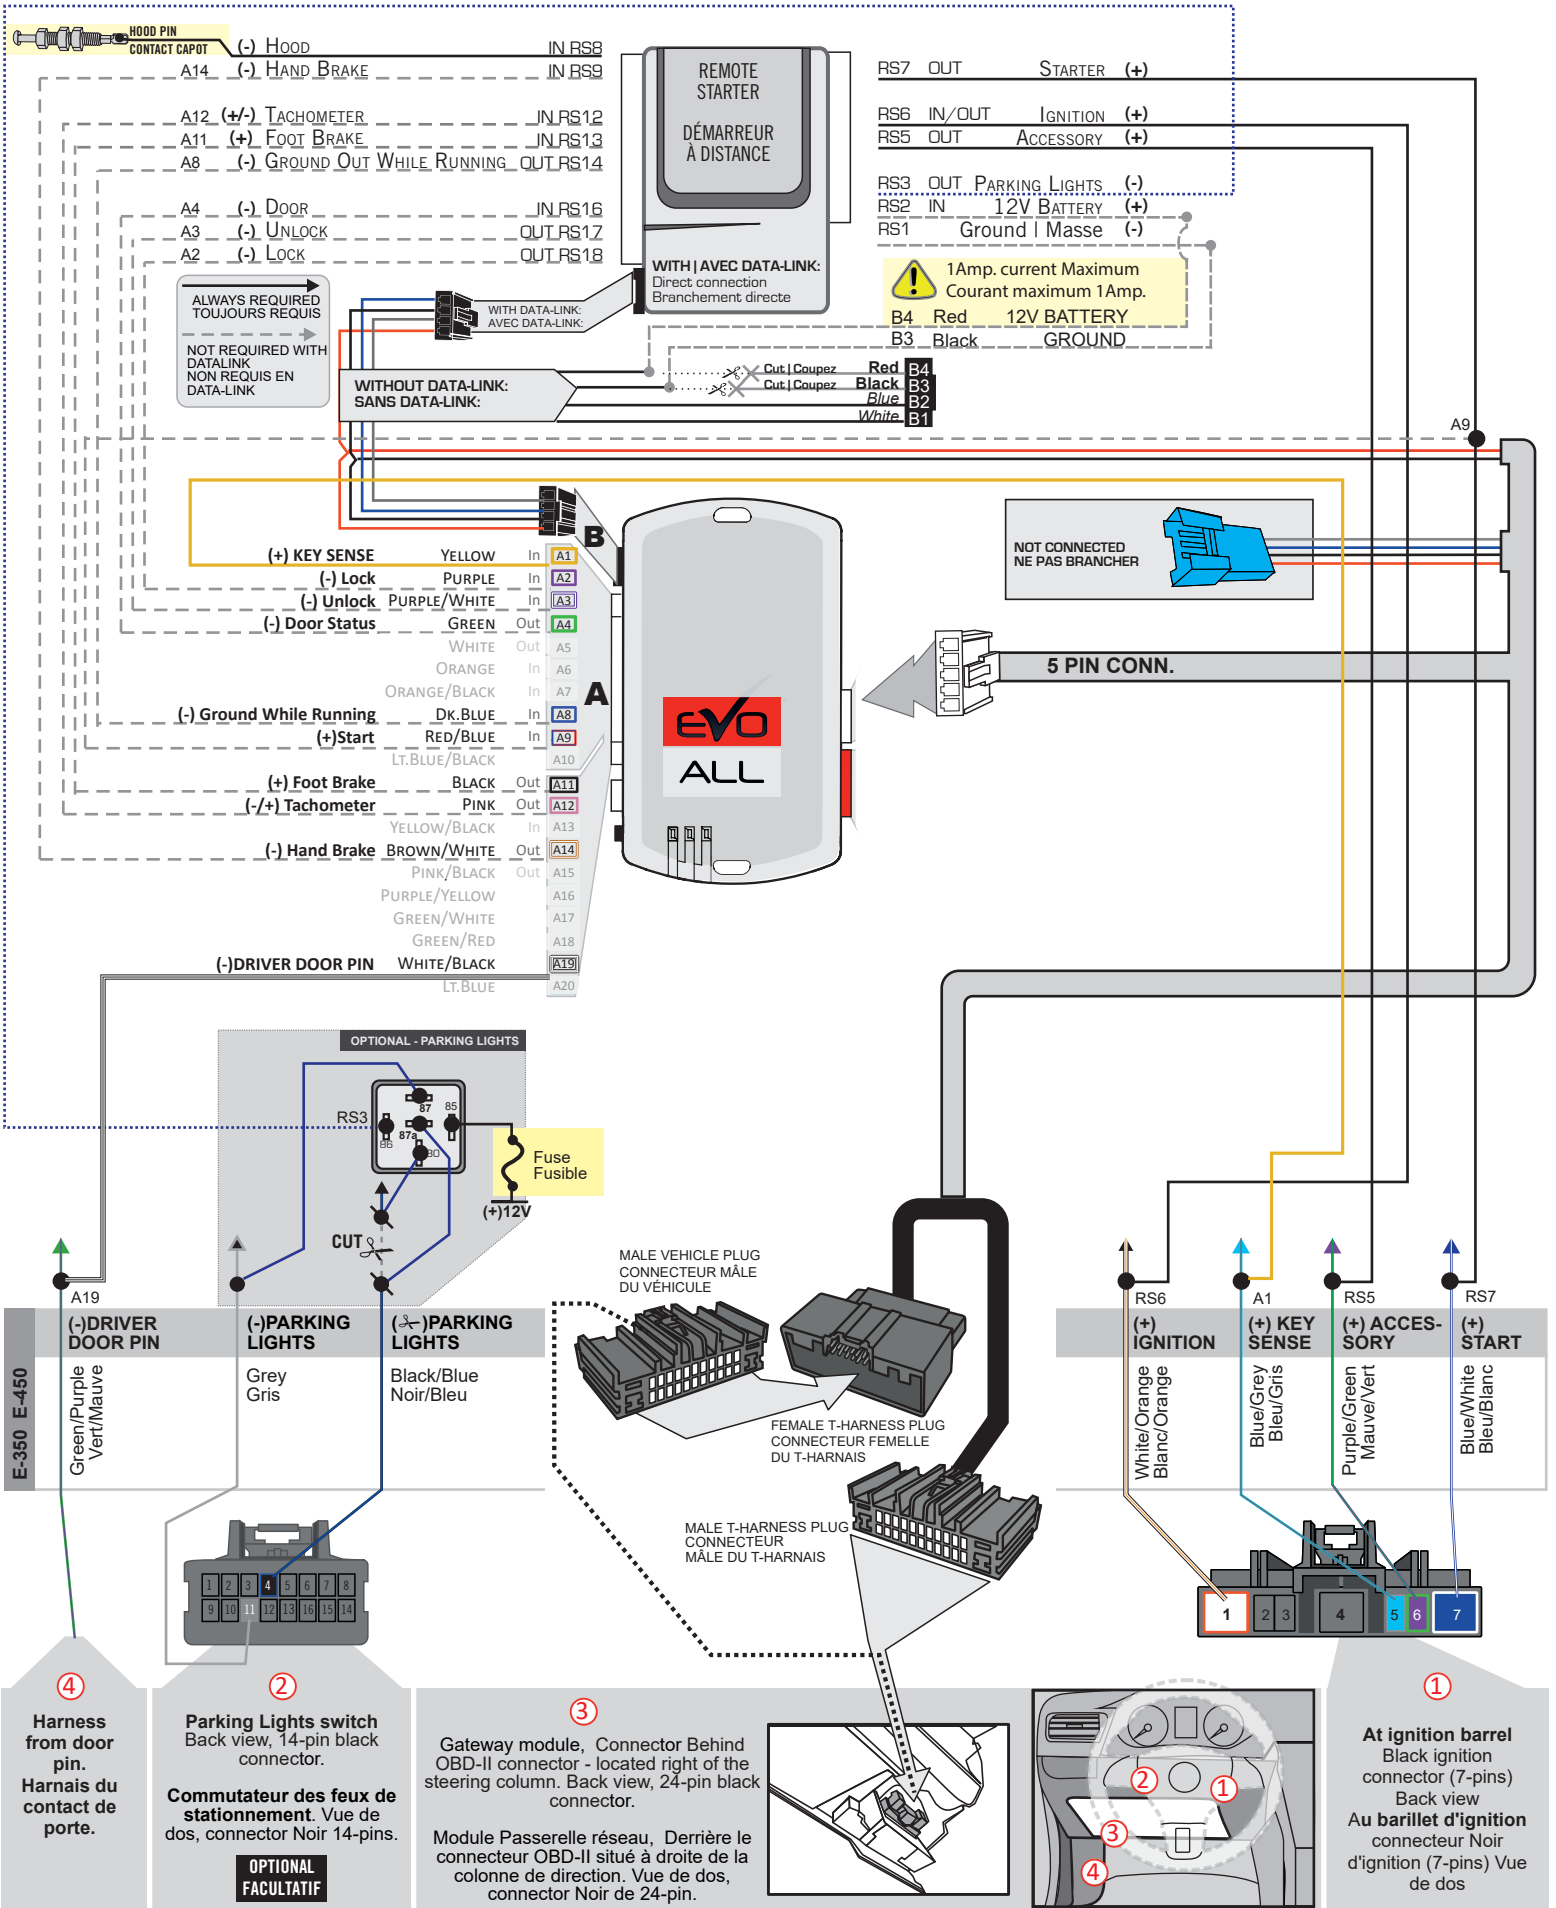 HOOD PIN
CONTACT CAPOT
(-) HOOD IN RS8
A14 (-) HAND BRAKE IN RS9
A12 (+/-) TACHOMETER IN RS12
A11 (+) FOOT BRAKE IN RS13
A8 (-) GROUND OUT WHILE RUNNING OUT RS14
A4 (-) DOOR IN RS16
A3 (-) UNLOCK OUT RS17
A2 (-) LOCK OUT RS18
REMOTE
STARTER
DÉMARREUR
À DISTANCE
WITH | AVEC DATA-LINK:
Direct connection
Branchement directe
RS7 OUT STARTER (+)
RS6 IN/OUT IGNITION (+)
RS5 OUT ACCESSORY (+)
RS3 OUT PARKING LIGHTS (-)
RS2 IN 12V BATTERY (+)
RS1 Ground | Masse (-)
1Amp. current Maximum
Courant maximum 1Amp.
B4 Red 12V BATTERY
B3 Black GROUND
ALWAYS REQUIRED
TOUJOURS REQUIS
NOT REQUIRED WITH
DATALINK
NON REQUIS EN
DATA-LINK
WITH DATA-LINK:
AVEC DATA-LINK:
WITHOUT DATA-LINK:
SANS DATA-LINK:
Cut | Coupez Red B4
Cut | Coupez Black B3
Blue B2
White B1
A9
NOT CONNECTED
NE PAS BRANCHER
B
A
(+) KEY SENSE YELLOW In A1
(-) Lock PURPLE In A2
(-) Unlock PURPLE/WHITE In A3
(-) Door Status GREEN Out A4
WHITE Out A5
ORANGE In A6
ORANGE/BLACK In A7
(-) Ground While Running DK.BLUE In A8
(+)Start RED/BLUE In A9
LT.BLUE/BLACK A10
(+) Foot Brake BLACK Out A11
(-/+) Tachometer PINK Out A12
YELLOW/BLACK In A13
(-) Hand Brake BROWN/WHITE Out A14
PINK/BLACK Out A15
PURPLE/YELLOW A16
GREEN/WHITE A17
GREEN/RED A18
(-)DRIVER DOOR PIN WHITE/BLACK A19
LT.BLUE A20
EVO
ALL
5 PIN CONN.
OPTIONAL - PARKING LIGHTS
RS3
87
85
87a
86
30
Fuse
Fusible
(+)12V
CUT
A19
(-)DRIVER
DOOR PIN
(-)PARKING
LIGHTS
( )PARKING
LIGHTS
E-350 E-450
Green/Purple
Vert/Mauve
Grey
Gris
Black/Blue
Noir/Bleu
MALE VEHICLE PLUG
CONNECTEUR MÂLE
DU VÉHICULE
FEMALE T-HARNESS PLUG
CONNECTEUR FEMELLE
DU T-HARNAIS
MALE T-HARNESS PLUG
CONNECTEUR
MÂLE DU T-HARNAIS
RS6 A1 RS5 RS7
(+)
IGNITION
(+) KEY
SENSE
(+) ACCES-
SORY
(+)
START
White/Orange
Blanc/Orange
Blue/Grey
Bleu/Gris
Purple/Green
Mauve/Vert
Blue/White
Bleu/Blanc
1 2 3 4 5 6 7 8
9 10 11 12 13 16 15 14
1 2 3 4 5 6 7
4
Harness
from door
pin.
Harnais du
contact de
porte.
2
Parking Lights switch
Back view, 14-pin black
connector.
Commutateur des feux de
stationnement. Vue de
dos, connector Noir 14-pins.
OPTIONAL
FACULTATIF
3
Gateway module, Connector Behind
OBD-II connector - located right of the
steering column. Back view, 24-pin black
connector.
Module Passerelle réseau, Derrière le
connecteur OBD-II situé à droite de la
colonne de direction. Vue de dos,
connector Noir de 24-pin.
2
1
3
4
1
At ignition barrel
Black ignition
connector (7-pins)
Back view
Au barillet d'ignition
connecteur Noir
d'ignition (7-pins) Vue
de dos